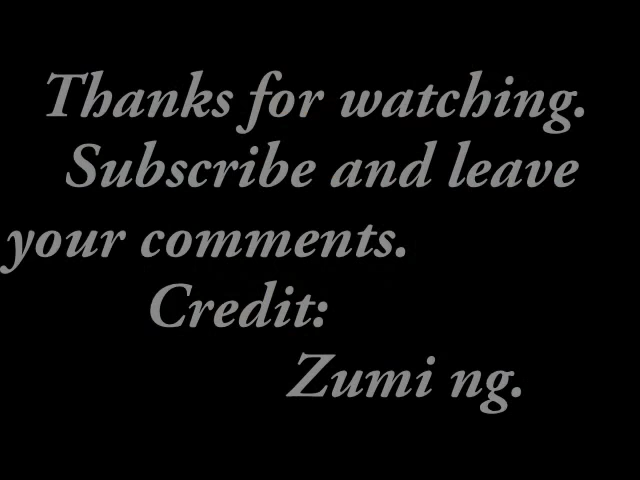 Thanks for watching.
Subscribe and leave
your comments.
Credit:
Zumi ng.